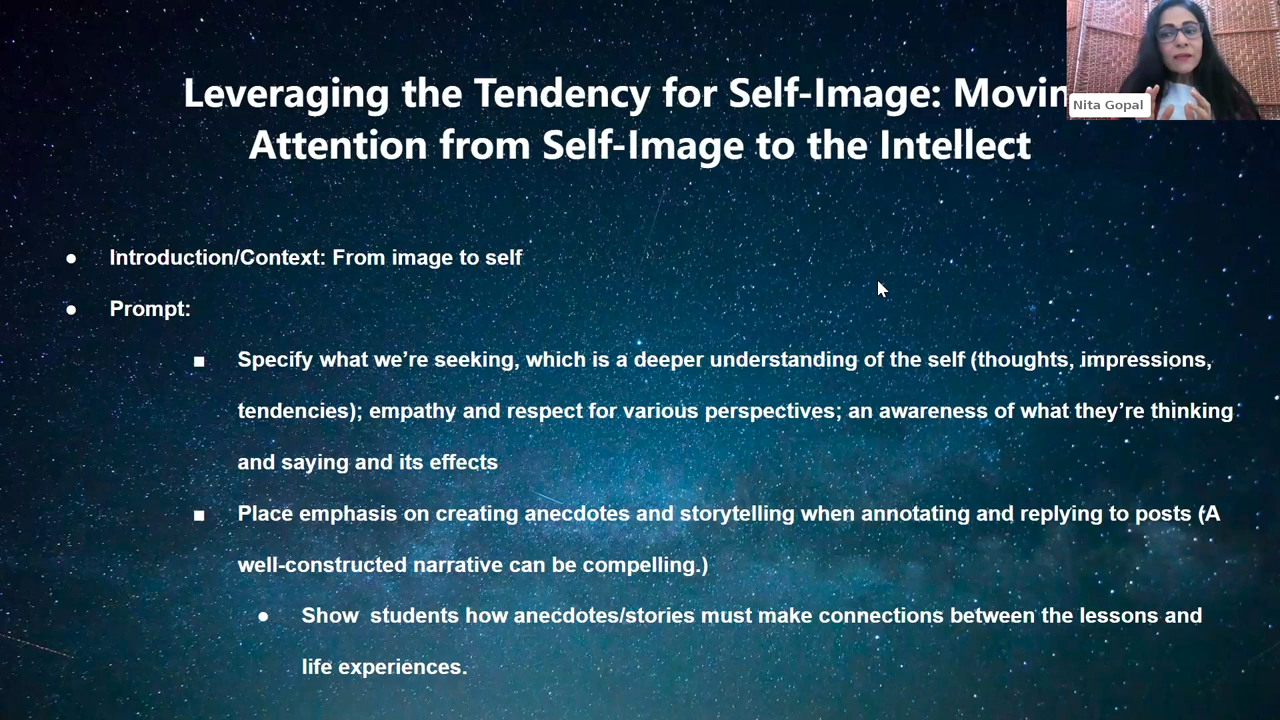 Leveraging the Tendency for Self-Image: Movin
Attention from Self-Image to the Intellect
Nita Gopal
● Introduction/Context: From image to self
● Prompt:
■ Specify what we’re seeking, which is a deeper understanding of the self (thoughts, impressions,
tendencies); empathy and respect for various perspectives; an awareness of what they’re thinking
and saying and its effects
■ Place emphasis on creating anecdotes and storytelling when annotating and replying to posts (A
well-constructed narrative can be compelling.)
● Show students how anecdotes/stories must make connections between the lessons and
life experiences.